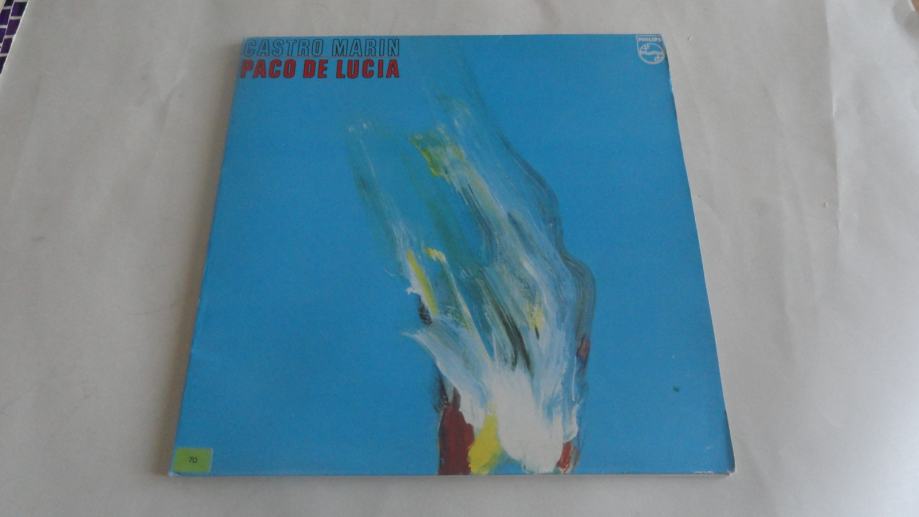 CASTRO MARIN
PACO DE LUCIA
PHILIPS
70